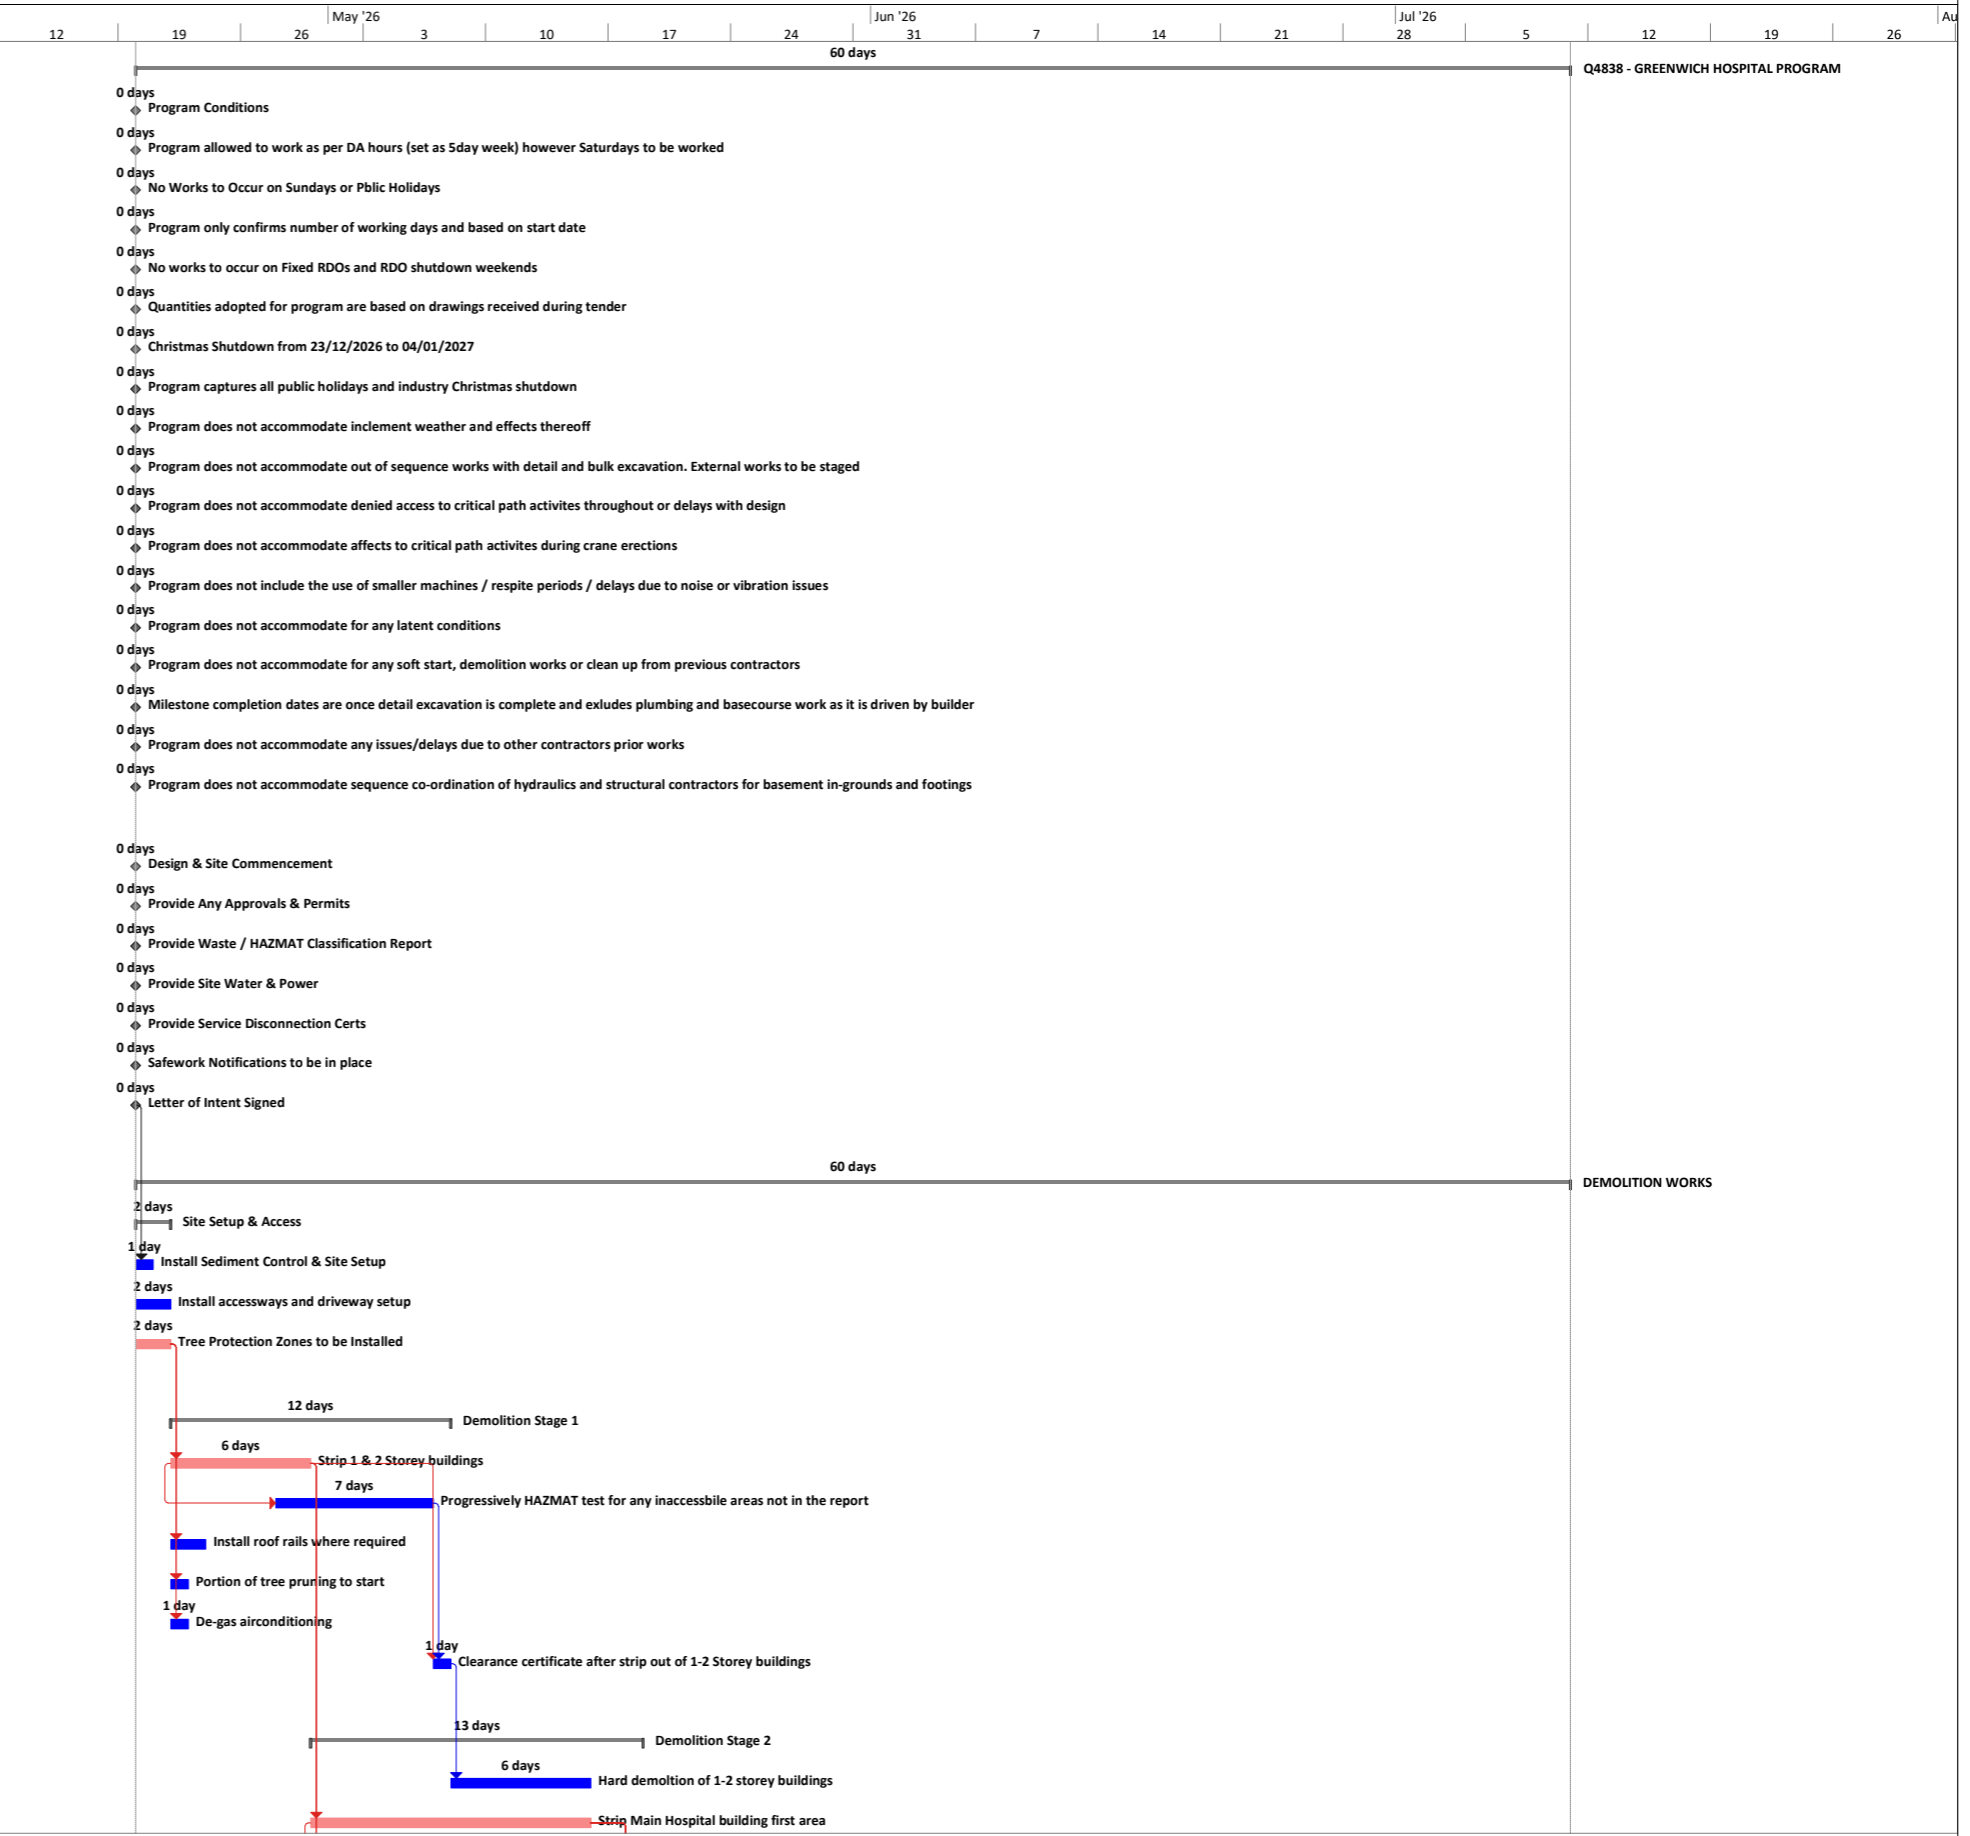 May '26 Jun '26 Jul '26 Au
12 19 26 3 10 17 24 31 7 14 21 28 5 12 19 26
60 days
Q4838 - GREENWICH HOSPITAL PROGRAM
0 days
Program Conditions
0 days
Program allowed to work as per DA hours (set as 5day week) however Saturdays to be worked
0 days
No Works to Occur on Sundays or Pblic Holidays
0 days
Program only confirms number of working days and based on start date
0 days
No works to occur on Fixed RDOs and RDO shutdown weekends
0 days
Quantities adopted for program are based on drawings received during tender
0 days
Christmas Shutdown from 23/12/2026 to 04/01/2027
0 days
Program captures all public holidays and industry Christmas shutdown
0 days
Program does not accommodate inclement weather and effects thereoff
0 days
Program does not accommodate out of sequence works with detail and bulk excavation. External works to be staged
0 days
Program does not accommodate denied access to critical path activites throughout or delays with design
0 days
Program does not accommodate affects to critical path activites during crane erections
0 days
Program does not include the use of smaller machines / respite periods / delays due to noise or vibration issues
0 days
Program does not accommodate for any latent conditions
0 days
Program does not accommodate for any soft start, demolition works or clean up from previous contractors
0 days
Milestone completion dates are once detail excavation is complete and exludes plumbing and basecourse work as it is driven by builder
0 days
Program does not accommodate any issues/delays due to other contractors prior works
0 days
Program does not accommodate sequence co-ordination of hydraulics and structural contractors for basement in-grounds and footings
0 days
Design & Site Commencement
0 days
Provide Any Approvals & Permits
0 days
Provide Waste / HAZMAT Classification Report
0 days
Provide Site Water & Power
0 days
Provide Service Disconnection Certs
0 days
Safework Notifications to be in place
0 days
Letter of Intent Signed
60 days
DEMOLITION WORKS
2 days
Site Setup & Access
1 day
Install Sediment Control & Site Setup
2 days
Install accessways and driveway setup
2 days
Tree Protection Zones to be Installed
12 days
Demolition Stage 1
6 days
Strip 1 & 2 Storey buildings
7 days
Progressively HAZMAT test for any inaccessbile areas not in the report
Install roof rails where required
Portion of tree pruning to start
1 day
De-gas airconditioning
1 day
Clearance certificate after strip out of 1-2 Storey buildings
13 days
Demolition Stage 2
6 days
Hard demoltion of 1-2 storey buildings
Strip Main Hospital building first area